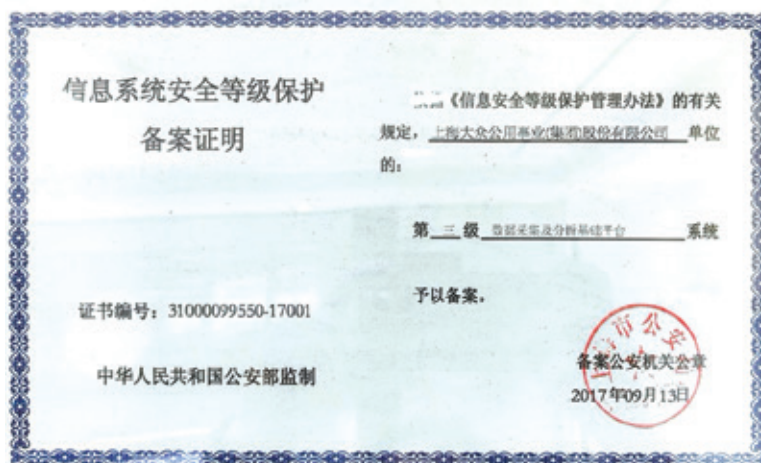 信息系统安全等级保护
备案证明
证书编号：31000099550-17001
中华人民共和国公安部监制
《信息安全等级保护管理办法》的有关
规定，上海大众公用事业(集团)股份有限公司 单位
的：
第 三 级 数据采集及分析基础平台 系统
予以备案。
市公安
备案公安机关公章
2017年09月13日